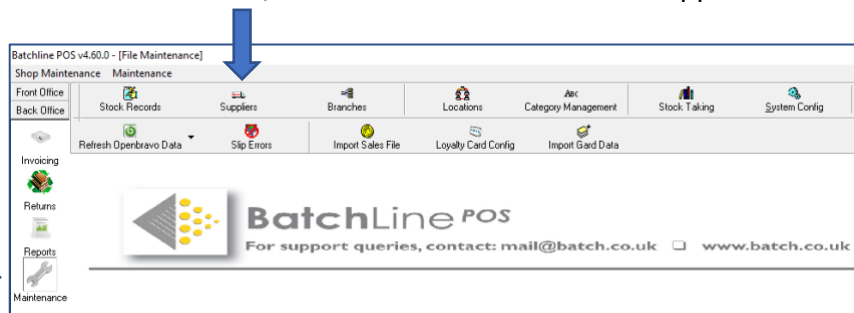 Batchline POS v4.60.0 - [File Maintenance]
Shop Maintenance Maintenance
Front Office
Back Office
Stock Records Suppliers Branches Locations ABC Category Management Stock Taking System Config
Refresh Openbravo Data Slip Errors Import Sales File Loyalty Card Config Import Gard Data
Invoicing
Returns
Reports
Maintenance
BatchLine POS
For support queries, contact: mail@batch.co.uk ❑ www.batch.co.uk